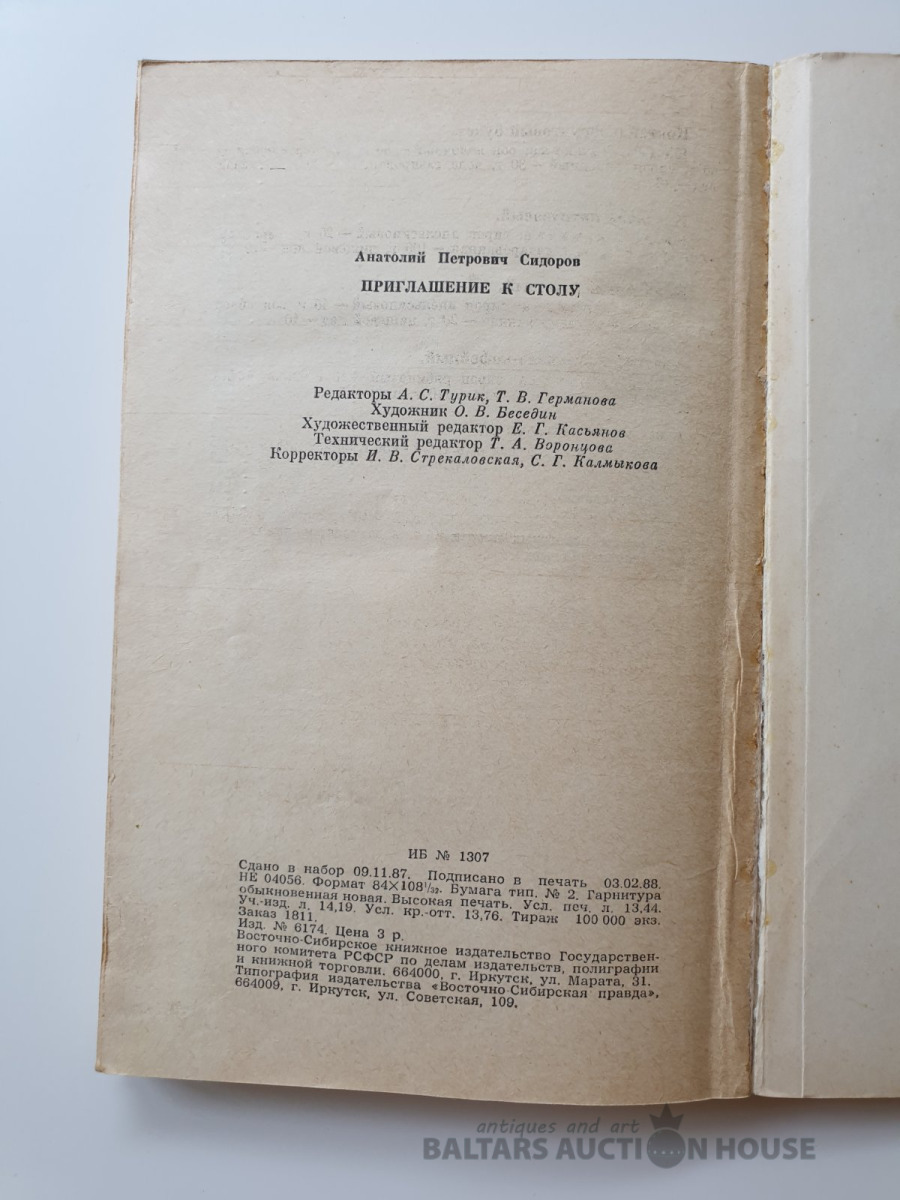 Анатолий Петрович Сидоров
ПРИГЛАШЕНИЕ К СТОЛУ
Редакторы А. С. Турик, Т. В. Германова
Художник О. В. Беседин
Художественный редактор Е. Г. Касьянов
Технический редактор Т. А. Воронцова
Корректоры И. В. Стрекаловская, С. Г. Калмыкова
ИБ № 1307
Сдано в набор 09.11.87. Подписано в печать 03.02.88.
НЕ 04056. Формат 84×108¹/₃₂. Бумага тип. № 2. Гарнитура
обыкновенная новая. Высокая печать. Усл. печ. л. 13,44.
Уч.-изд. л. 14,19. Усл. кр.-отт. 13,76. Тираж 100 000 экз.
Заказ 1811.
Изд. № 6174. Цена 3 р.
Восточно-Сибирское книжное издательство Государствен-
ного комитета РСФСР по делам издательств, полиграфии
и книжной торговли. 664000, г. Иркутск, ул. Марата, 31.
Типография издательства «Восточно-Сибирская правда»,
664009, г. Иркутск, ул. Советская, 109.
antiques and art
BALTARS AUCTION HOUSE